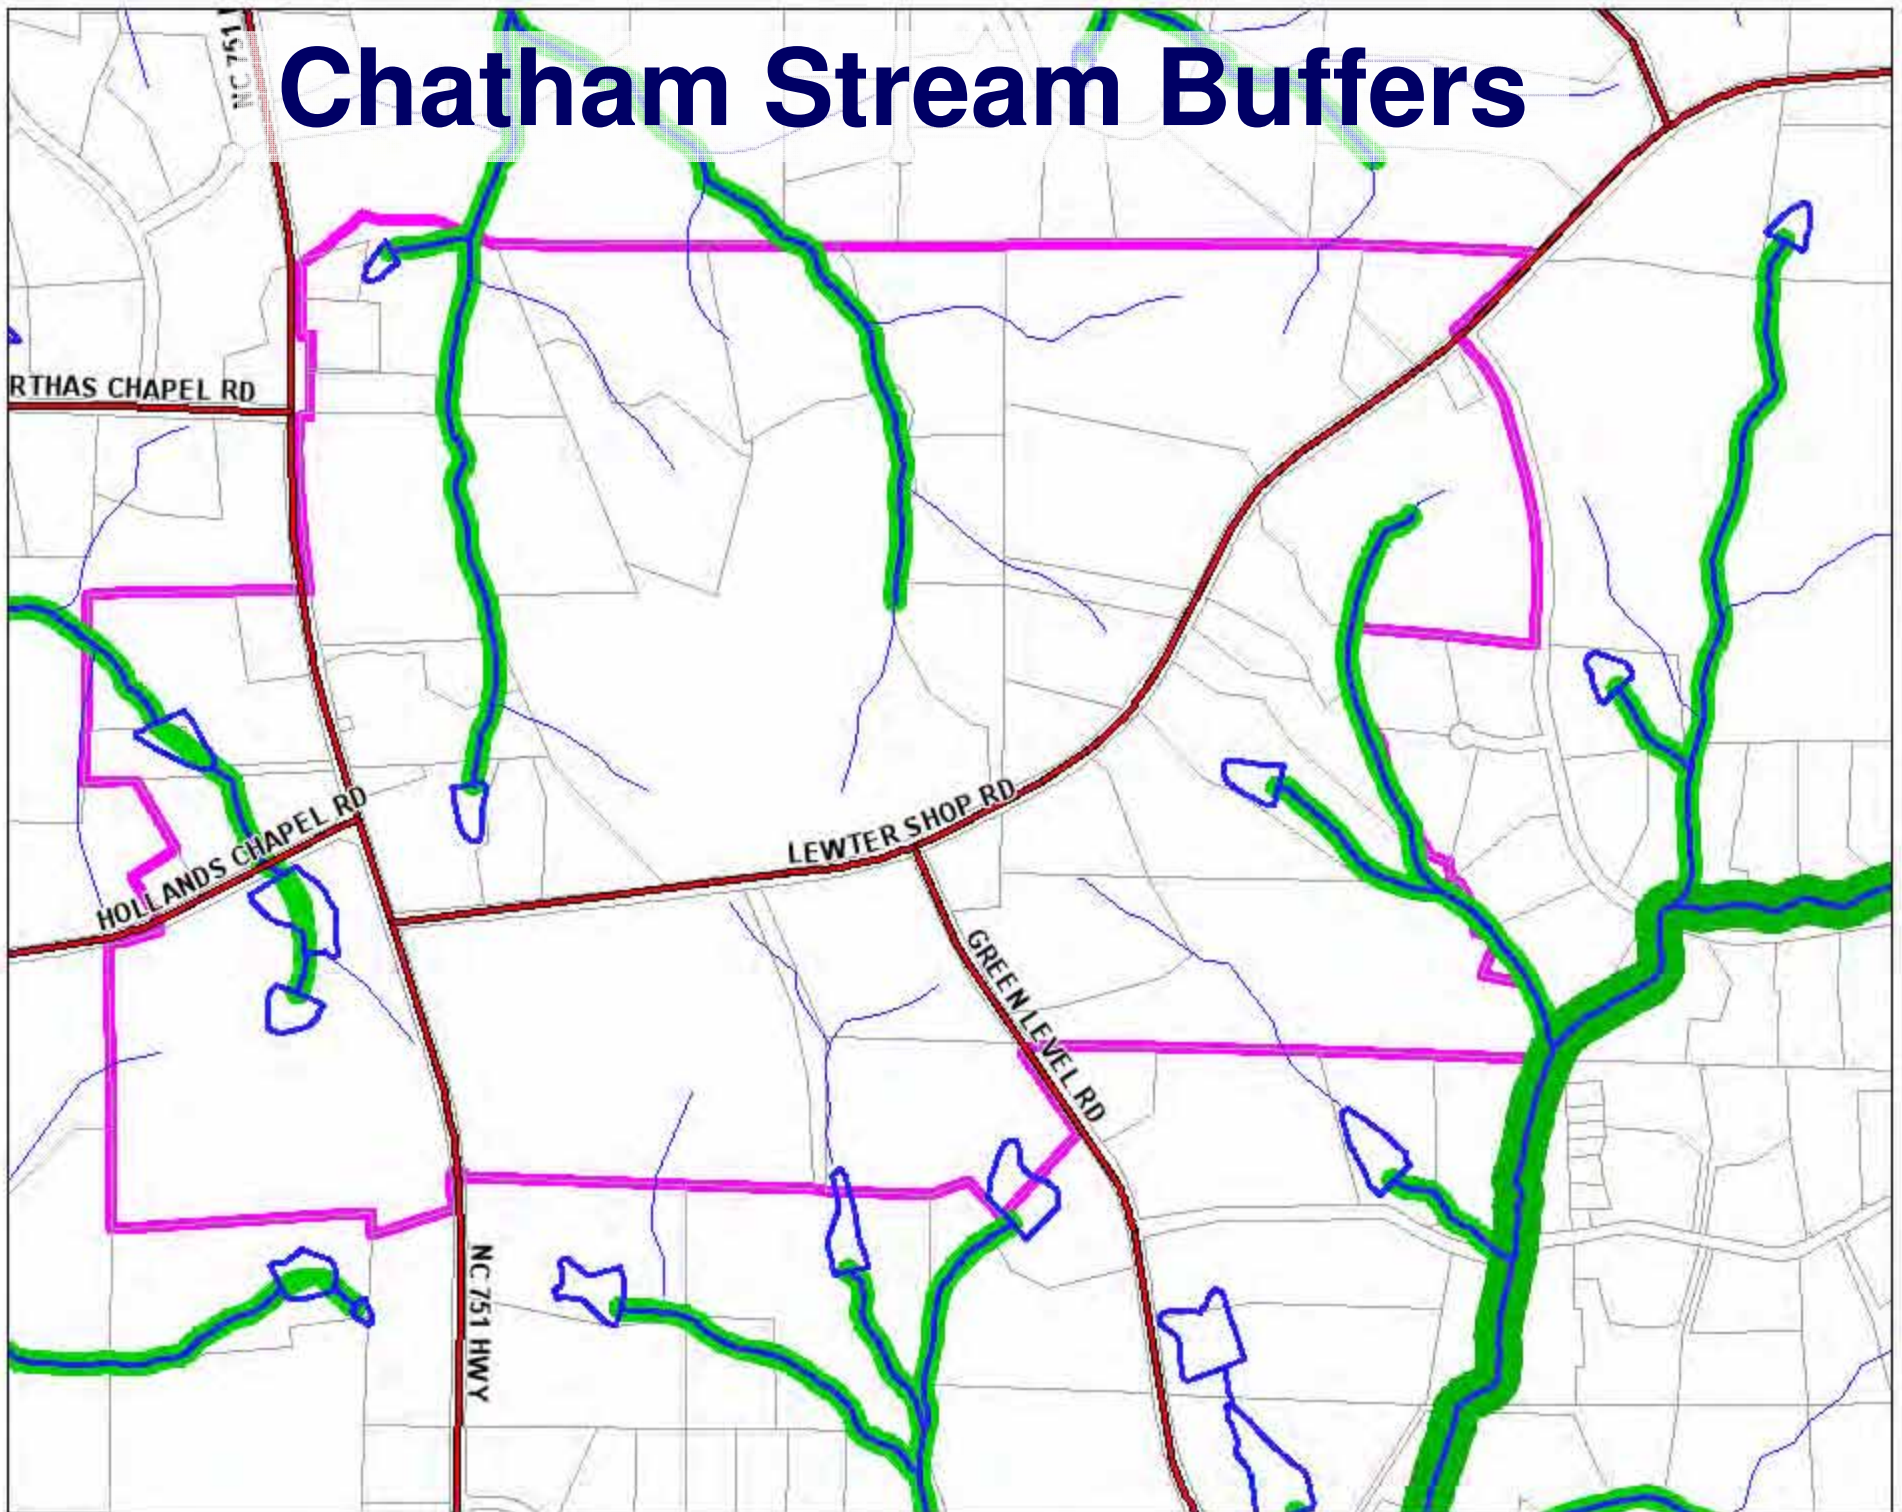 NC 751
Chatham Stream Buffers
RTHAS CHAPEL RD
HOLLANDS CHAPEL RD
LEWTER SHOP RD
GREEN LEVEL RD
NC 751 HWY